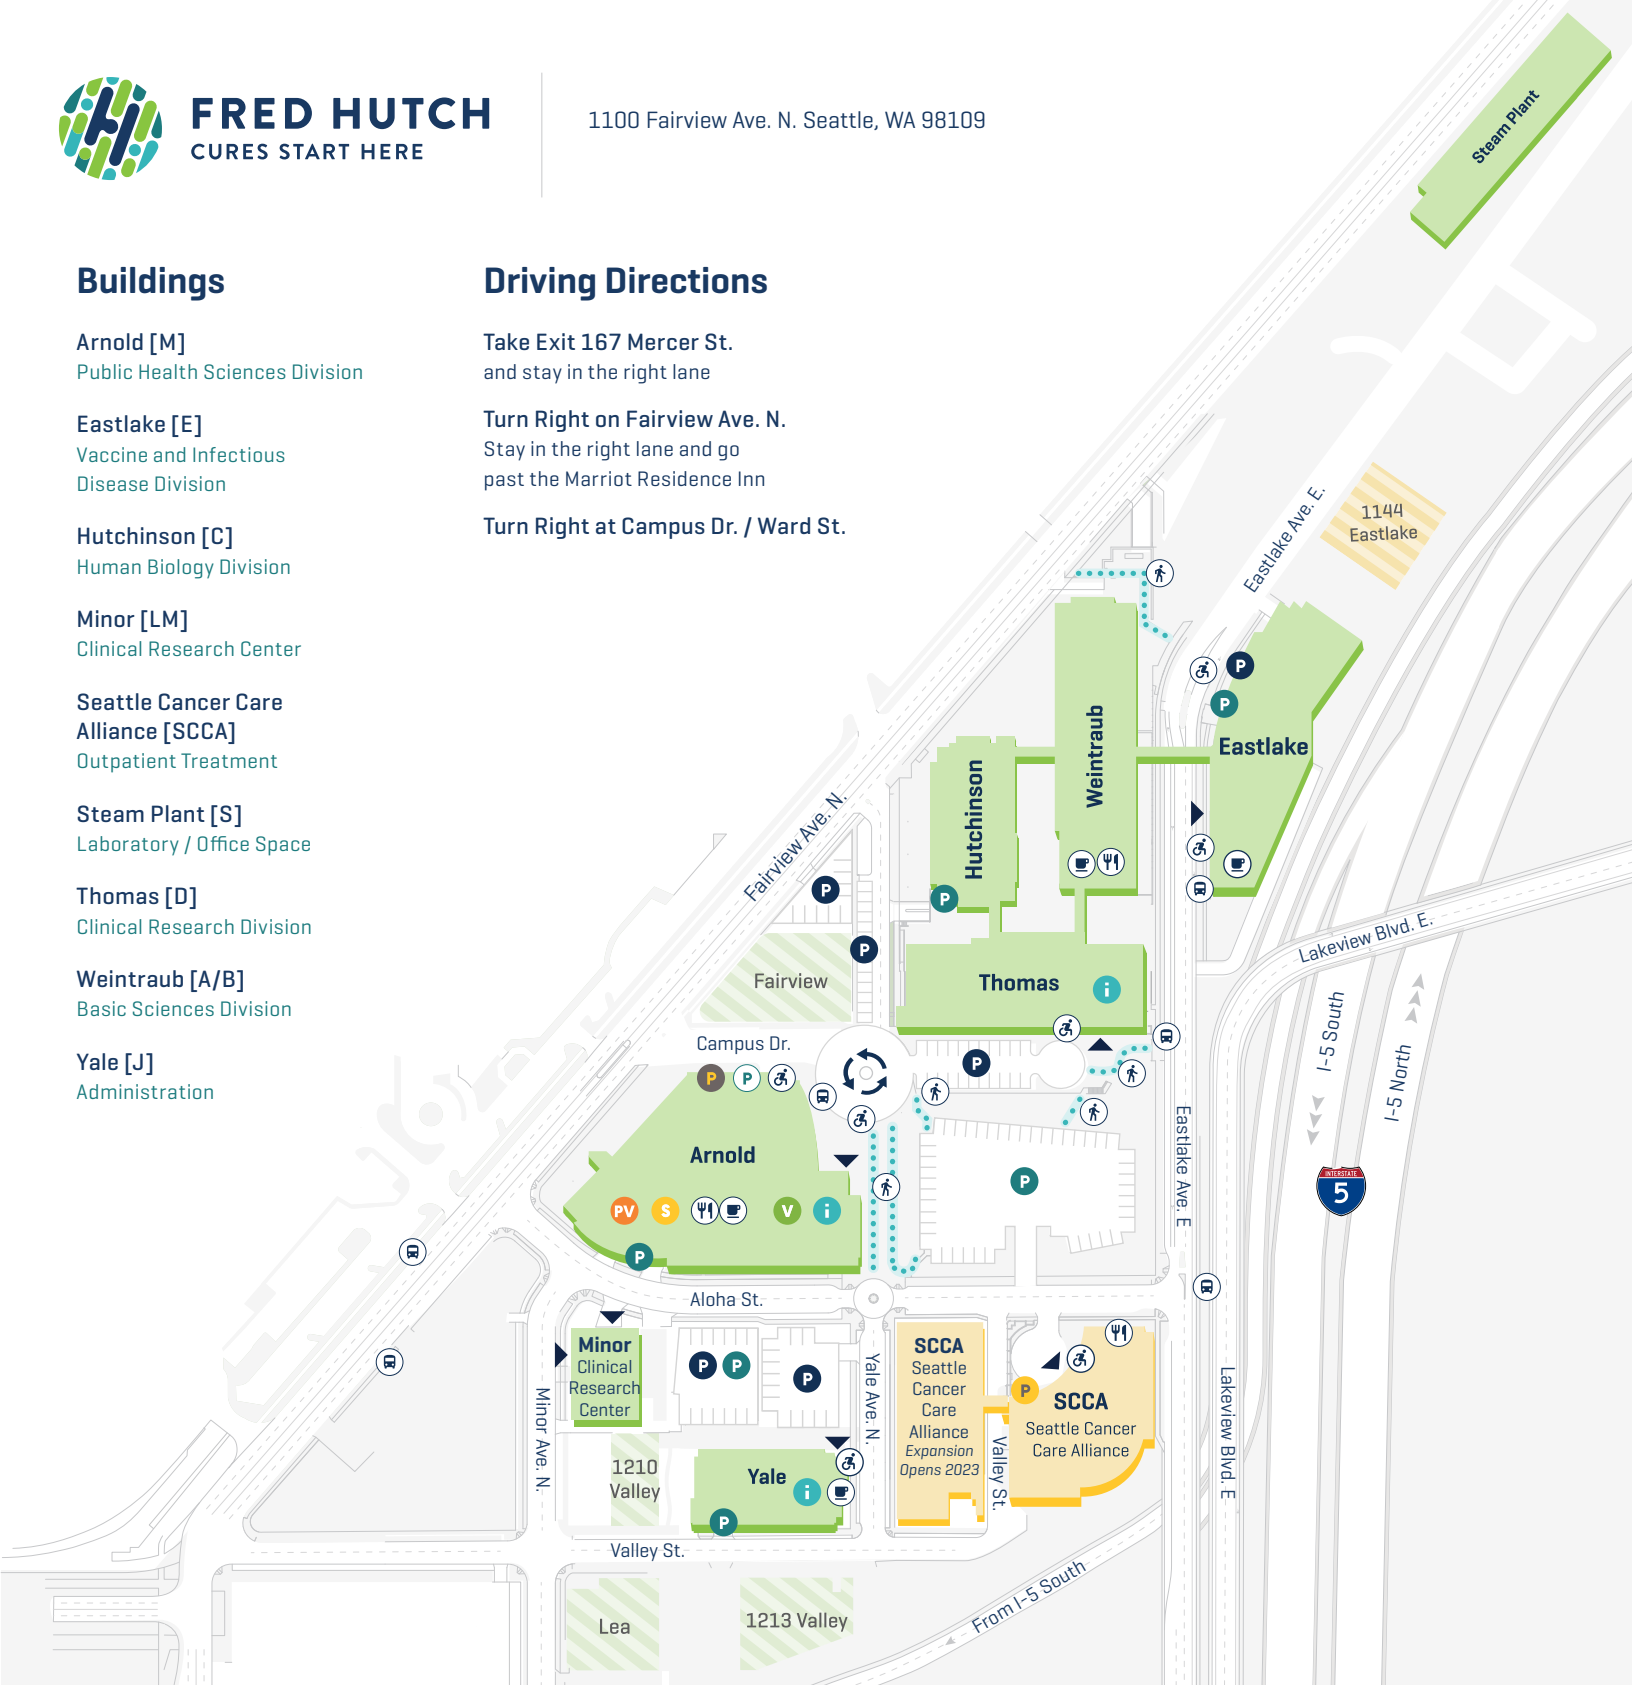 FRED HUTCH
CURES START HERE
1100 Fairview Ave. N. Seattle, WA 98109
Buildings
Arnold [M]
Public Health Sciences Division
Eastlake [E]
Vaccine and Infectious
Disease Division
Hutchinson [C]
Human Biology Division
Minor [LM]
Clinical Research Center
Seattle Cancer Care
Alliance [SCCA]
Outpatient Treatment
Steam Plant [S]
Laboratory / Office Space
Thomas [D]
Clinical Research Division
Weintraub [A/B]
Basic Sciences Division
Yale [J]
Administration
Driving Directions
Take Exit 167 Mercer St.
and stay in the right lane
Turn Right on Fairview Ave. N.
Stay in the right lane and go
past the Marriot Residence Inn
Turn Right at Campus Dr. / Ward St.
Steam Plant
1144
Eastlake
Eastlake Ave. E.
P
P
Eastlake
Weintraub
Hutchinson
P
Fairview Ave. N.
P
P
Fairview
Thomas
i
Lakeview Blvd. E.
I-5 South
I-5 North
INTERSTATE
5
Campus Dr.
P
P
P
Arnold
PV
S
V
i
P
P
Eastlake Ave. E
Aloha St.
Minor
Clinical
Research
Center
P
P
P
Minor Ave. N.
Yale Ave. N.
SCCA
Seattle
Cancer
Care
Alliance
Expansion
Opens 2023
P
SCCA
Seattle Cancer
Care Alliance
Valley St.
Lakeview Blvd. E
1210
Valley
Yale
i
P
Valley St.
From I-5 South
Lea
1213 Valley